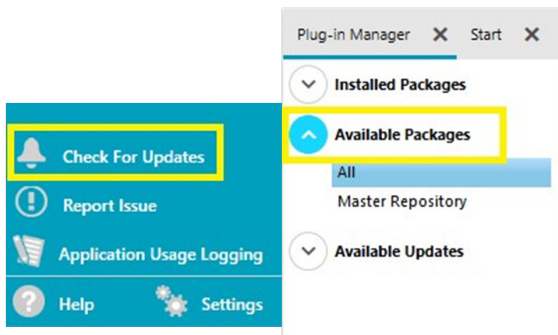 Check For Updates
Report Issue
Application Usage Logging
Help Settings
Plug-in Manager Start
Installed Packages
Available Packages
All
Master Repository
Available Updates